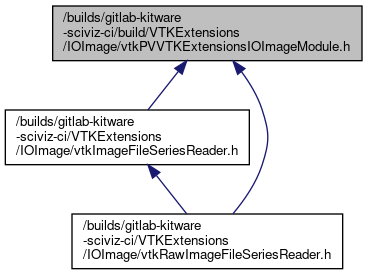 /builds/gitlab-kitware
-sciviz-ci/build/VTKExtensions
/IOImage/vtkPVVTKExtensionsIOImageModule.h
/builds/gitlab-kitware
-sciviz-ci/VTKExtensions
/IOImage/vtkImageFileSeriesReader.h
/builds/gitlab-kitware
-sciviz-ci/VTKExtensions
/IOImage/vtkRawImageFileSeriesReader.h